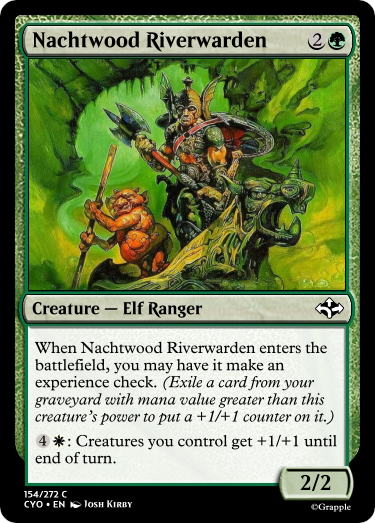 Nachtwood Riverwarden 2
Creature — Elf Ranger
When Nachtwood Riverwarden enters the
battlefield, you may have it make an
experience check. (Exile a card from your
graveyard with mana value greater than this
creature's power to put a +1/+1 counter on it.)
4 : Creatures you control get +1/+1 until
end of turn.
2/2
154/272 C
CYO • EN Josh Kirby
©Grapple